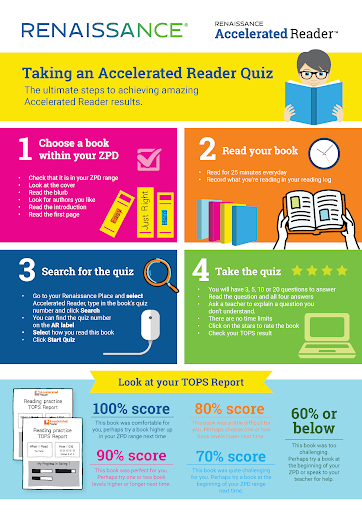 RENAISSANCE®
RENAISSANCE
Accelerated Reader™
Taking an Accelerated Reader Quiz
The ultimate steps to achieving amazing
Accelerated Reader results.
1 Choose a book
within your ZPD
• Check that it is in your ZPD range
• Look at the cover
• Read the blurb
• Look for authors you like
• Read the introduction
• Read the first page
Just Right
2 Read your book
• Read for 25 minutes everyday
• Record what you're reading in your reading log.
3 Search for the quiz
• Go to your Renaissance Place and select
Accelerated Reader, type in the book's quiz
number and click Search
• You can find the quiz number
on the AR label
• Select how you read this book
• Click Start Quiz
4 Take the quiz
• You will have 3, 5, 10 or 20 questions to answer
• Read the question and all four answers
• Ask a teacher to explain a question you
don't understand.
• There are no time limits
• Click on the stars to rate the book
• Check your TOPS result
Look at your TOPS Report
Reading practice
TOPS Report
Reading practice
TOPS Report
100% score
This book was comfortable for
you, perhaps try a book higher up
in your ZPD range next time
90% score
This book was perfect for you.
Perhaps try one or two book
levels higher or longer next time.
80% score
70% score
This book was quite challenging
for you. Perhaps try a book at the
beginning of your ZPD range
next time.
60% or
below
This book was too
challenging.
Perhaps try a book at
the beginning of your
ZPD or speak to your
teacher for help.